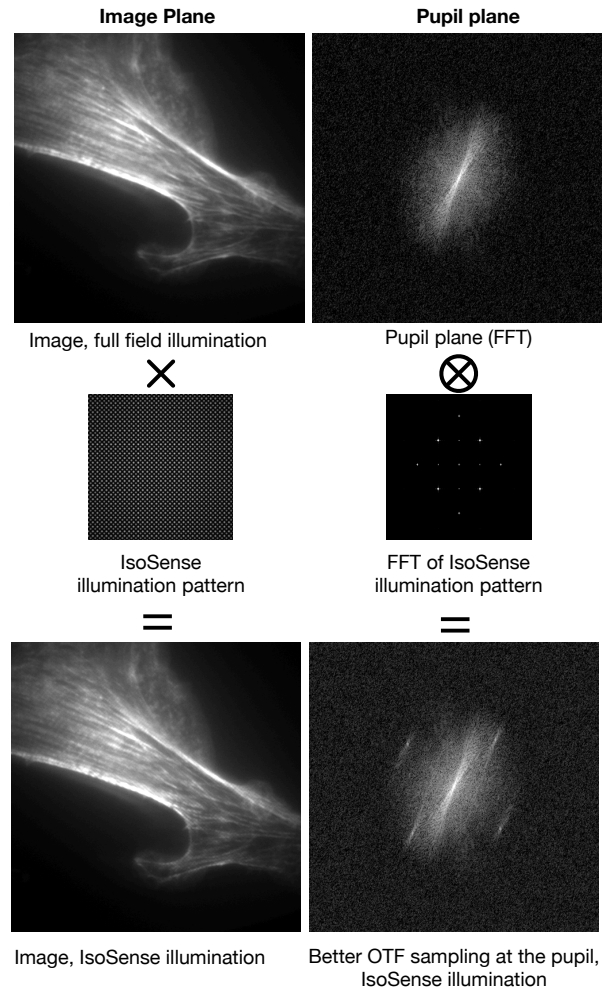 Image Plane
Pupil plane
Image, full field illumination
Pupil plane (FFT)
IsoSense
illumination pattern
FFT of IsoSense
illumination pattern
Image, IsoSense illumination
Better OTF sampling at the pupil,
IsoSense illumination